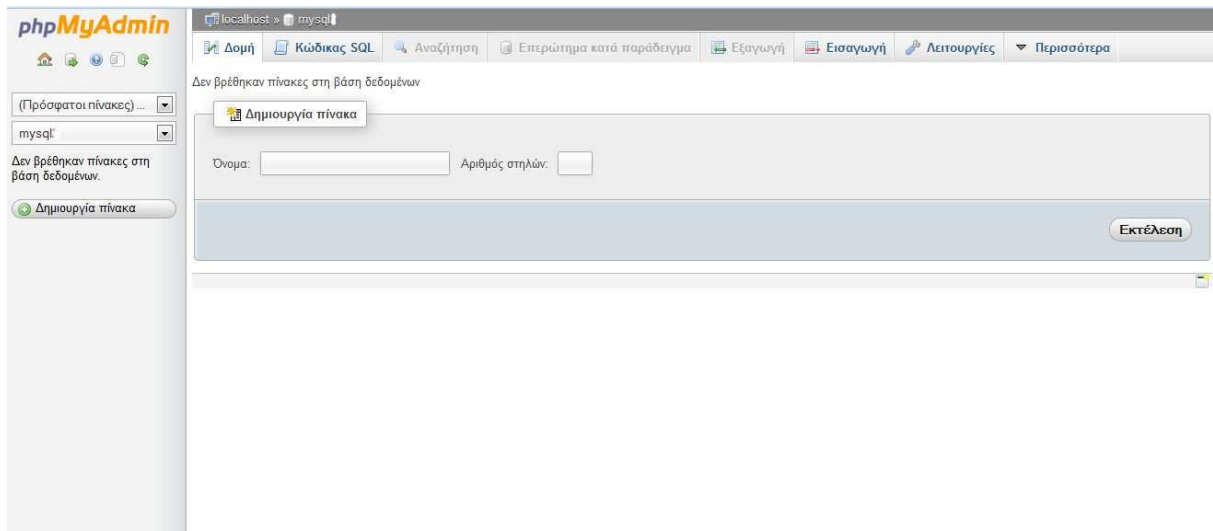 phpMyAdmin
(Πρόσφατοι πίνακες) ...
mysql
Δεν βρέθηκαν πίνακες στη
βάση δεδομένων.
Δημιουργία πίνακα
localhost » mysql
Δομή Κώδικας SQL Αναζήτηση Επερώτημα κατά παράδειγμα Εξαγωγή Εισαγωγή Λειτουργίες Περισσότερα
Δεν βρέθηκαν πίνακες στη βάση δεδομένων
Δημιουργία πίνακα
Όνομα: Αριθμός στηλών:
Εκτέλεση